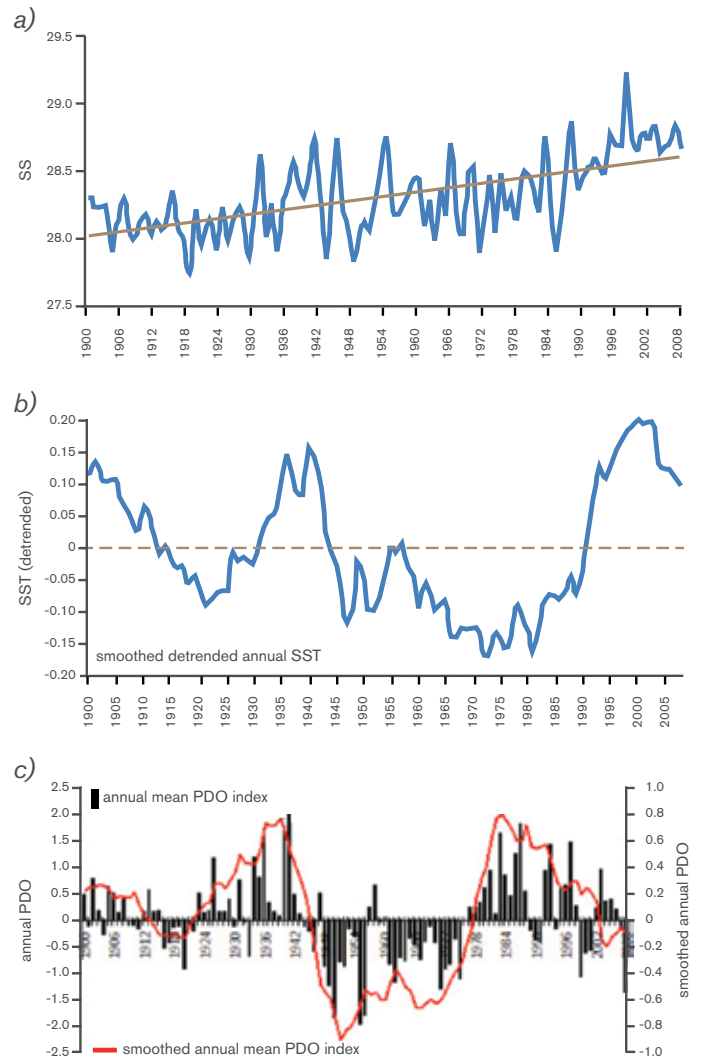 a)
29.5
29.0
28.5
28.0
27.5
SS
1900 1906 1912 1918 1924 1930 1936 1942 1948 1954 1960 1966 1972 1978 1984 1990 1996 2002 2008
b)
0.20
0.15
0.10
0.05
0
-0.05
-0.10
-0.15
-0.20
SST (detrended)
smoothed detrended annual SST
1900 1905 1910 1915 1920 1925 1930 1935 1940 1945 1950 1955 1960 1965 1970 1975 1980 1985 1990 1995 2000 2005
c)
annual mean PDO index
2.5
2.0
1.5
1.0
0.5
0
-0.5
-1.0
-1.5
-2.0
-2.5
annual PDO
1900 1906 1912 1924 1930 1936 1942 1978 1984 1996
1.0
0.8
0.6
0.4
0.2
0
-0.2
-0.4
-0.6
-0.8
-1.0
smoothed annual PDO
smoothed annual mean PDO index